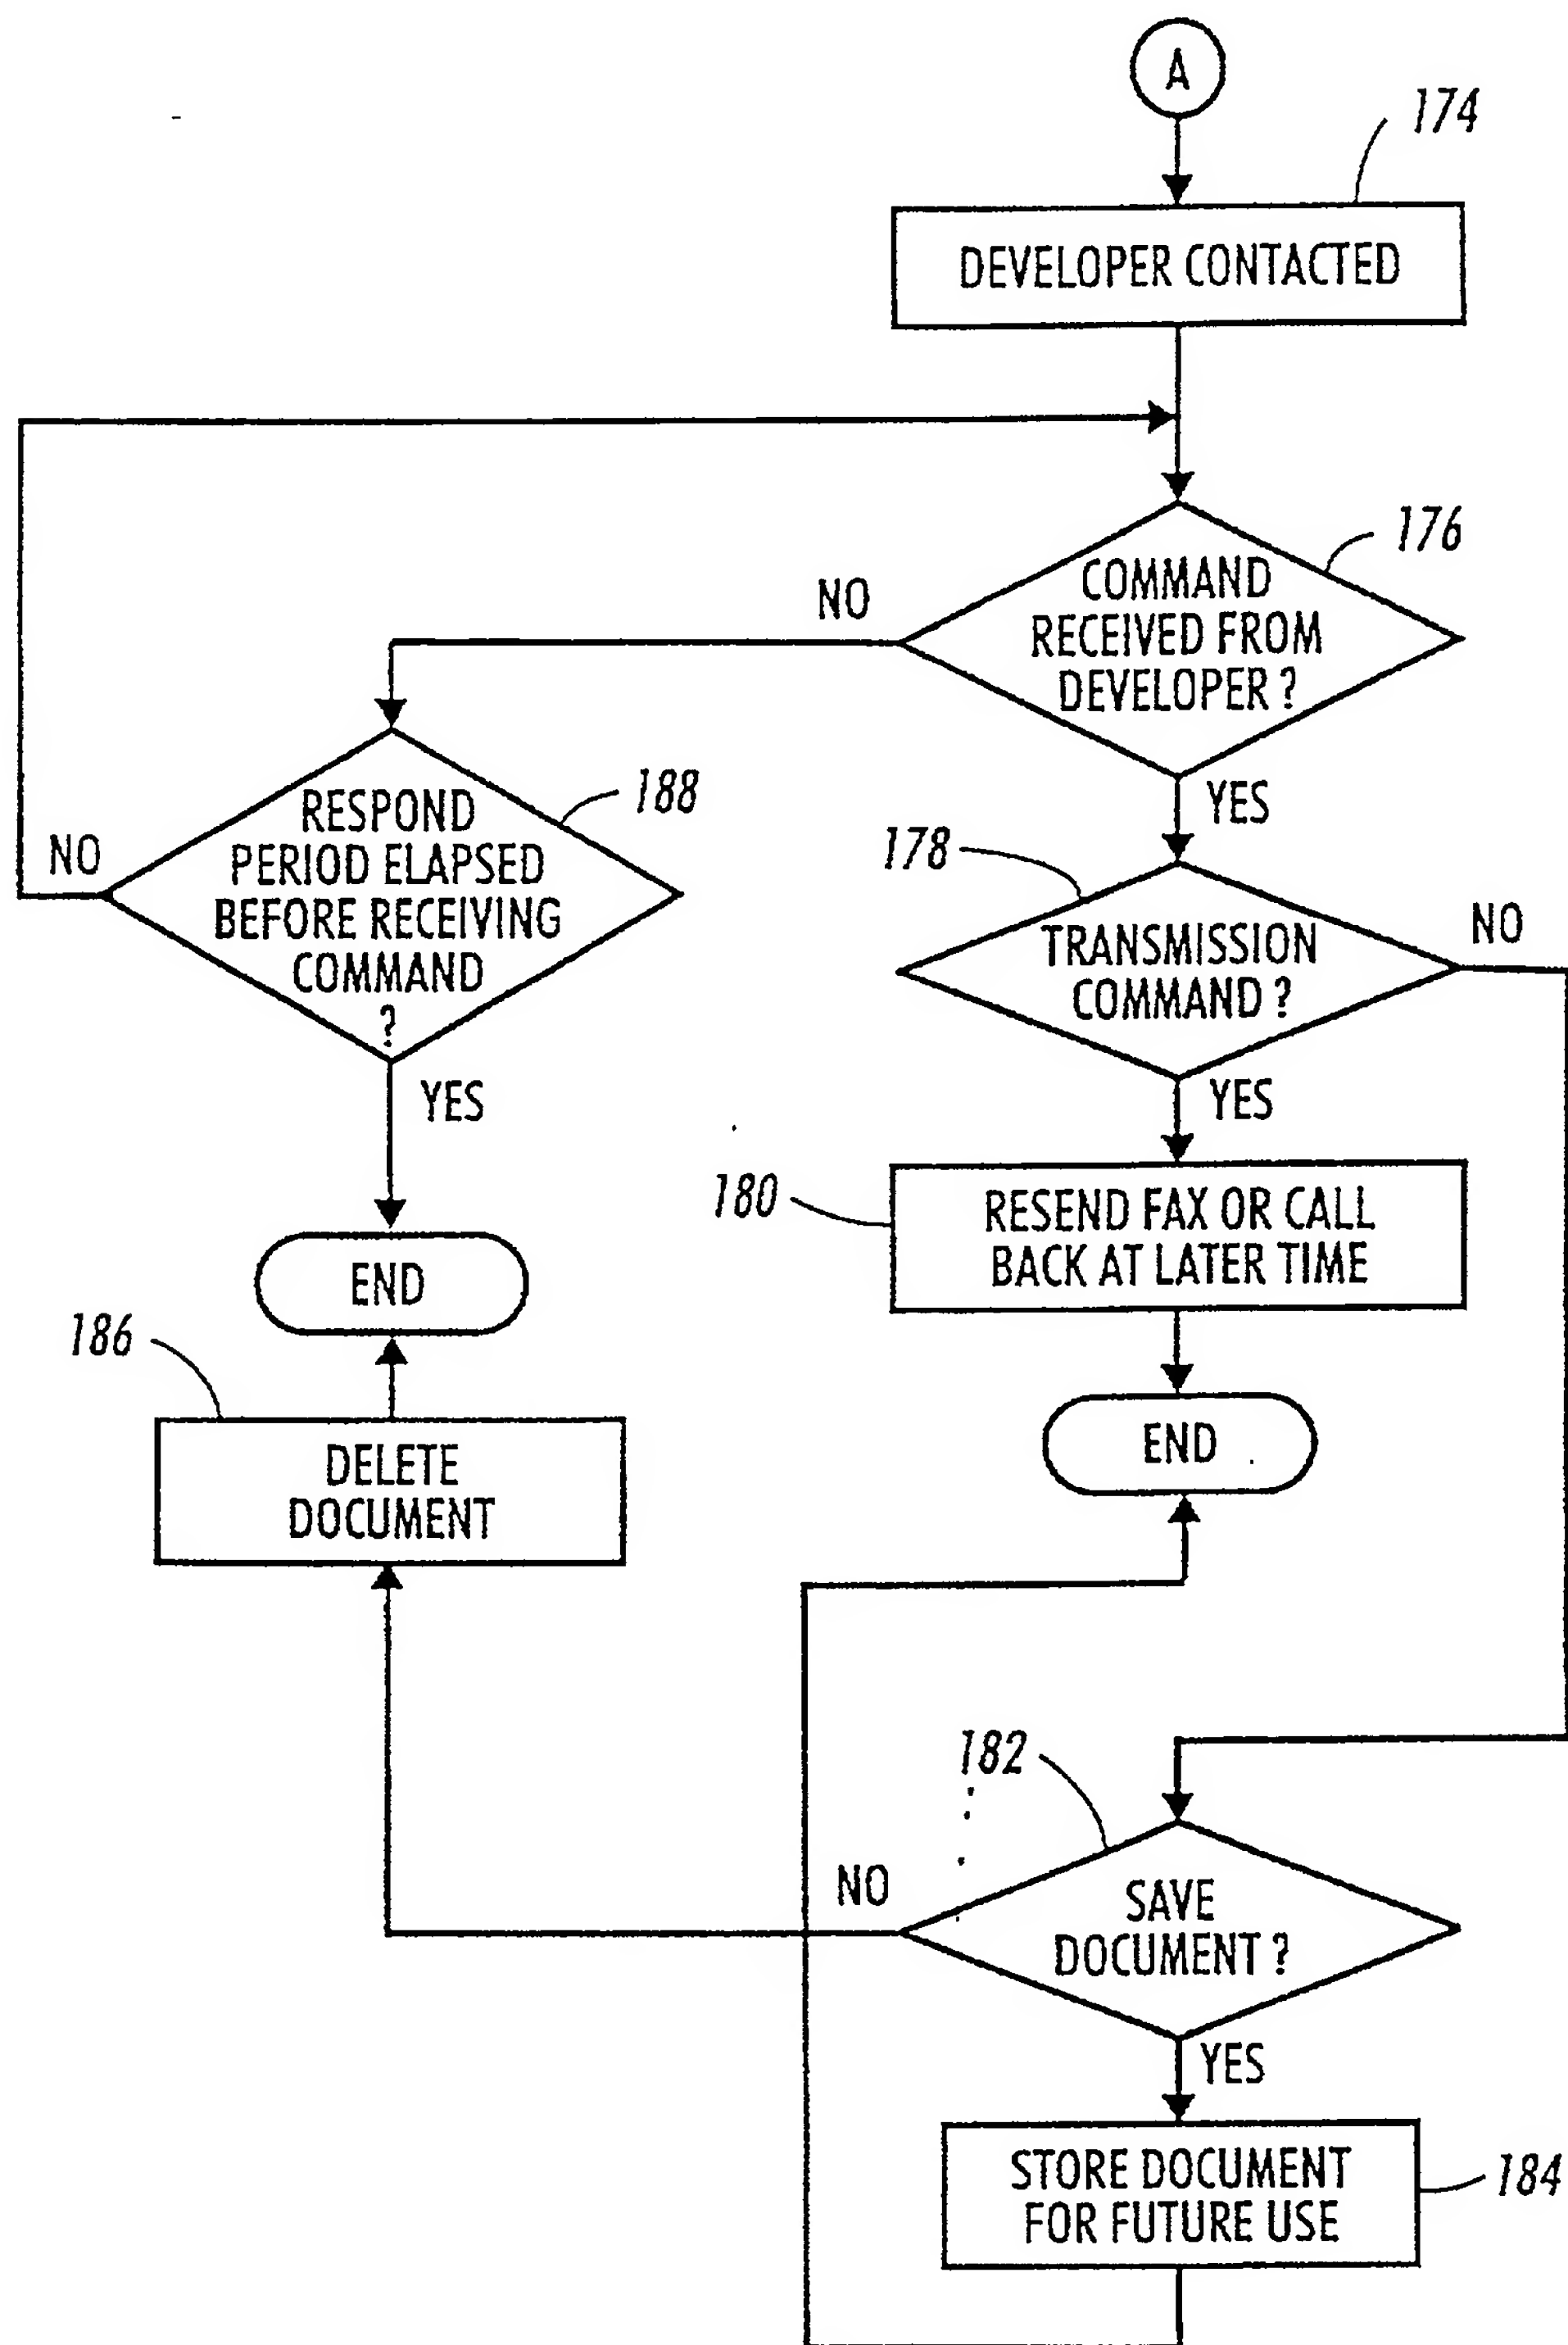 A
174
DEVELOPER CONTACTED
176
COMMAND
RECEIVED FROM
DEVELOPER ?
NO
YES
188
RESPOND
PERIOD ELAPSED
BEFORE RECEIVING
COMMAND
?
NO
YES
178
TRANSMISSION
COMMAND ?
NO
YES
180
RESEND FAX OR CALL
BACK AT LATER TIME
END
END
186
DELETE
DOCUMENT
182
SAVE
DOCUMENT ?
NO
YES
STORE DOCUMENT
FOR FUTURE USE
184